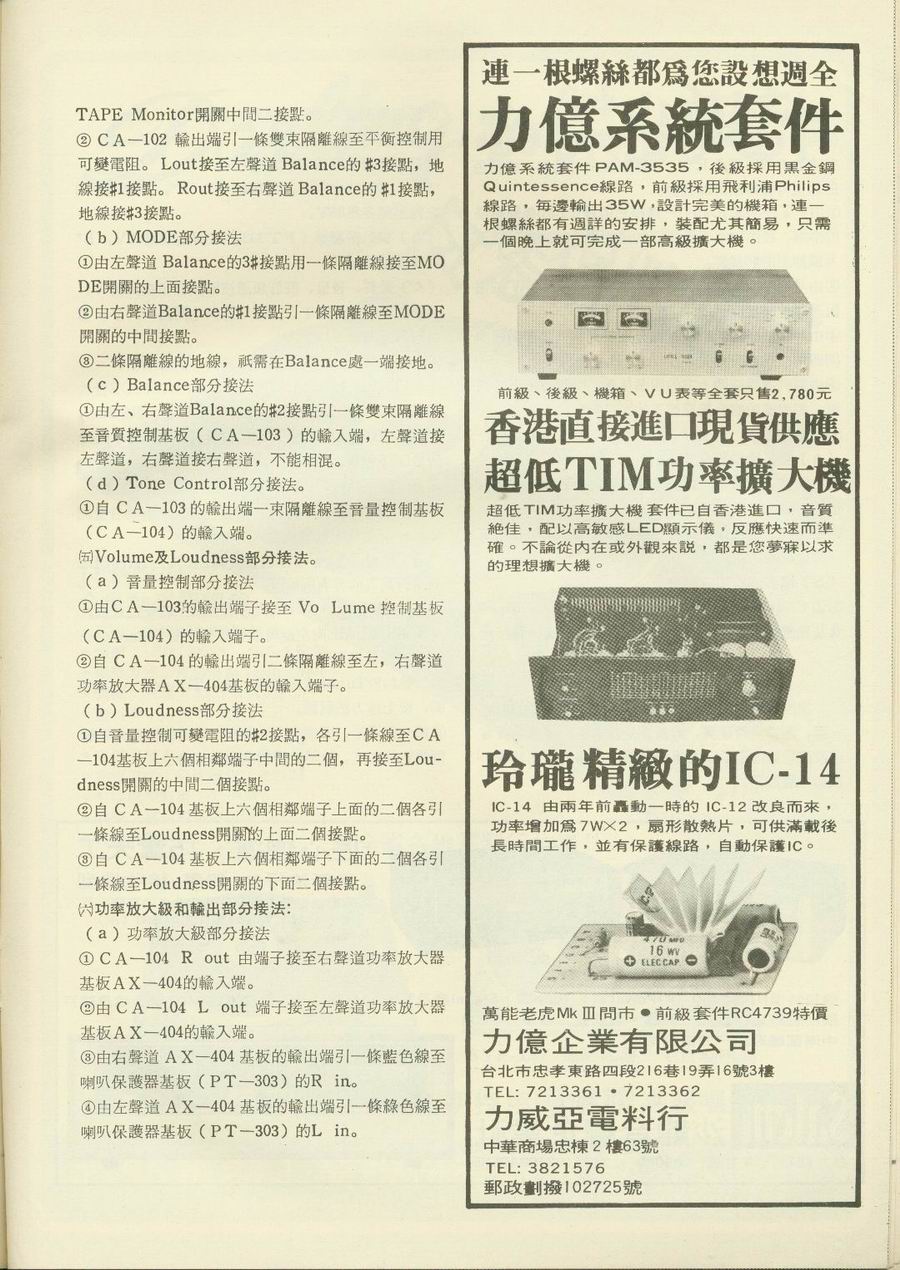 TAPE Monitor開關中間二接點。
②CA—102 輸出端引一條雙束隔離線至平衡控制用
可變電阻。 Lout接至左聲道 Balance的 #3接點，地
線接#1接點。 Rout接至右聲道 Balance的 #1接點，
地線接#3接點。
（b）MODE部分接法
①由左聲道 Balance的3#接點用一條隔離線接至MO
DE開關的上面接點。
②由右聲道Balance的#1接點引一條隔離線至MODE
開關的中間接點。
③二條隔離線的地線，祇需在Balance處一端接地。
（c）Balance部分接法
①由左、右聲道Balance的#2接點引一條雙束隔離線
至音質控制基板（CA—103）的輸入端，左聲道接
左聲道，右聲道接右聲道，不能相混。
（d）Tone Control部分接法。
①自 CA—103 的輸出端一束隔離線至音量控制基板
（CA—104）的輸入端。
㈤Volume及Loudness部分接法。
（a）音量控制部分接法
①由CA—103的輸出端子接至 Vo Lume 控制基板
（CA—104）的輸入端子。
②自 CA—104 的輸出端引二條隔離線至左，右聲道
功率放大器AX—404基板的輸入端子。
（b）Loudness部分接法
①自音量控制可變電阻的#2接點，各引一條線至CA
—104基板上六個相鄰端子中間的二個，再接至Lou-
dness開關的中間二個接點。
②自 CA—104 基板上六個相鄰端子上面的二個各引
一條線至Loudness開關的上面二個接點。
③自 CA—104 基板上六個相鄰端子下面的二個各引
一條線至Loudness開關的下面二個接點。
㈥功率放大級和輸出部分接法:
（a）功率放大級部分接法
①CA—104 R out 由端子接至右聲道功率放大器
基板 AX—404的輸入端。
②由 CA—104 L out 端子接至左聲道功率放大器
基板AX—404的輸入端。
③由右聲道 AX—404 基板的輸出端引一條藍色線至
喇叭保護器基板（PT—303）的R in。
④由左聲道 AX—404 基板的輸出端引一條綠色線至
喇叭保護器基板（PT—303）的L in。
連一根螺絲都爲您設想週全
力億系統套件
力億系統套件 PAM-3535，後級採用黑金鋼
Quintessence線路，前級採用飛利浦Philips
線路，每邊輸出35W，設計完美的機箱，連一
根螺絲都有週詳的安排，裝配尤其簡易，只需
一個晚上就可完成一部高級擴大機。
前級、後級、機箱、VU表等全套只售2,780元
香港直接進口現貨供應
超低TIM功率擴大機
超低TIM功率擴大機 套件已自香港進口，音質
絕佳，配以高敏感LED顯示儀，反應快速而準
確。不論從內在或外觀來説，都是您夢寐以求
的理想擴大機。
玲瓏精緻的IC-14
IC-14 由兩年前轟動一時的 IC-12 改良而來，
功率增加爲7W×2，扇形散熱片，可供滿載後
長時間工作，並有保護線路，自動保護IC。
470 MFD
16 WV
ELEC CAP.
萬能老虎MkⅢ問市●前級套件RC4739特價
力億企業有限公司
台北市忠孝東路四段216巷19弄16號3樓
TEL: 7213361・7213362
力威亞電料行
中華商場忠棟2樓63號
TEL: 3821576
郵政劃撥102725號